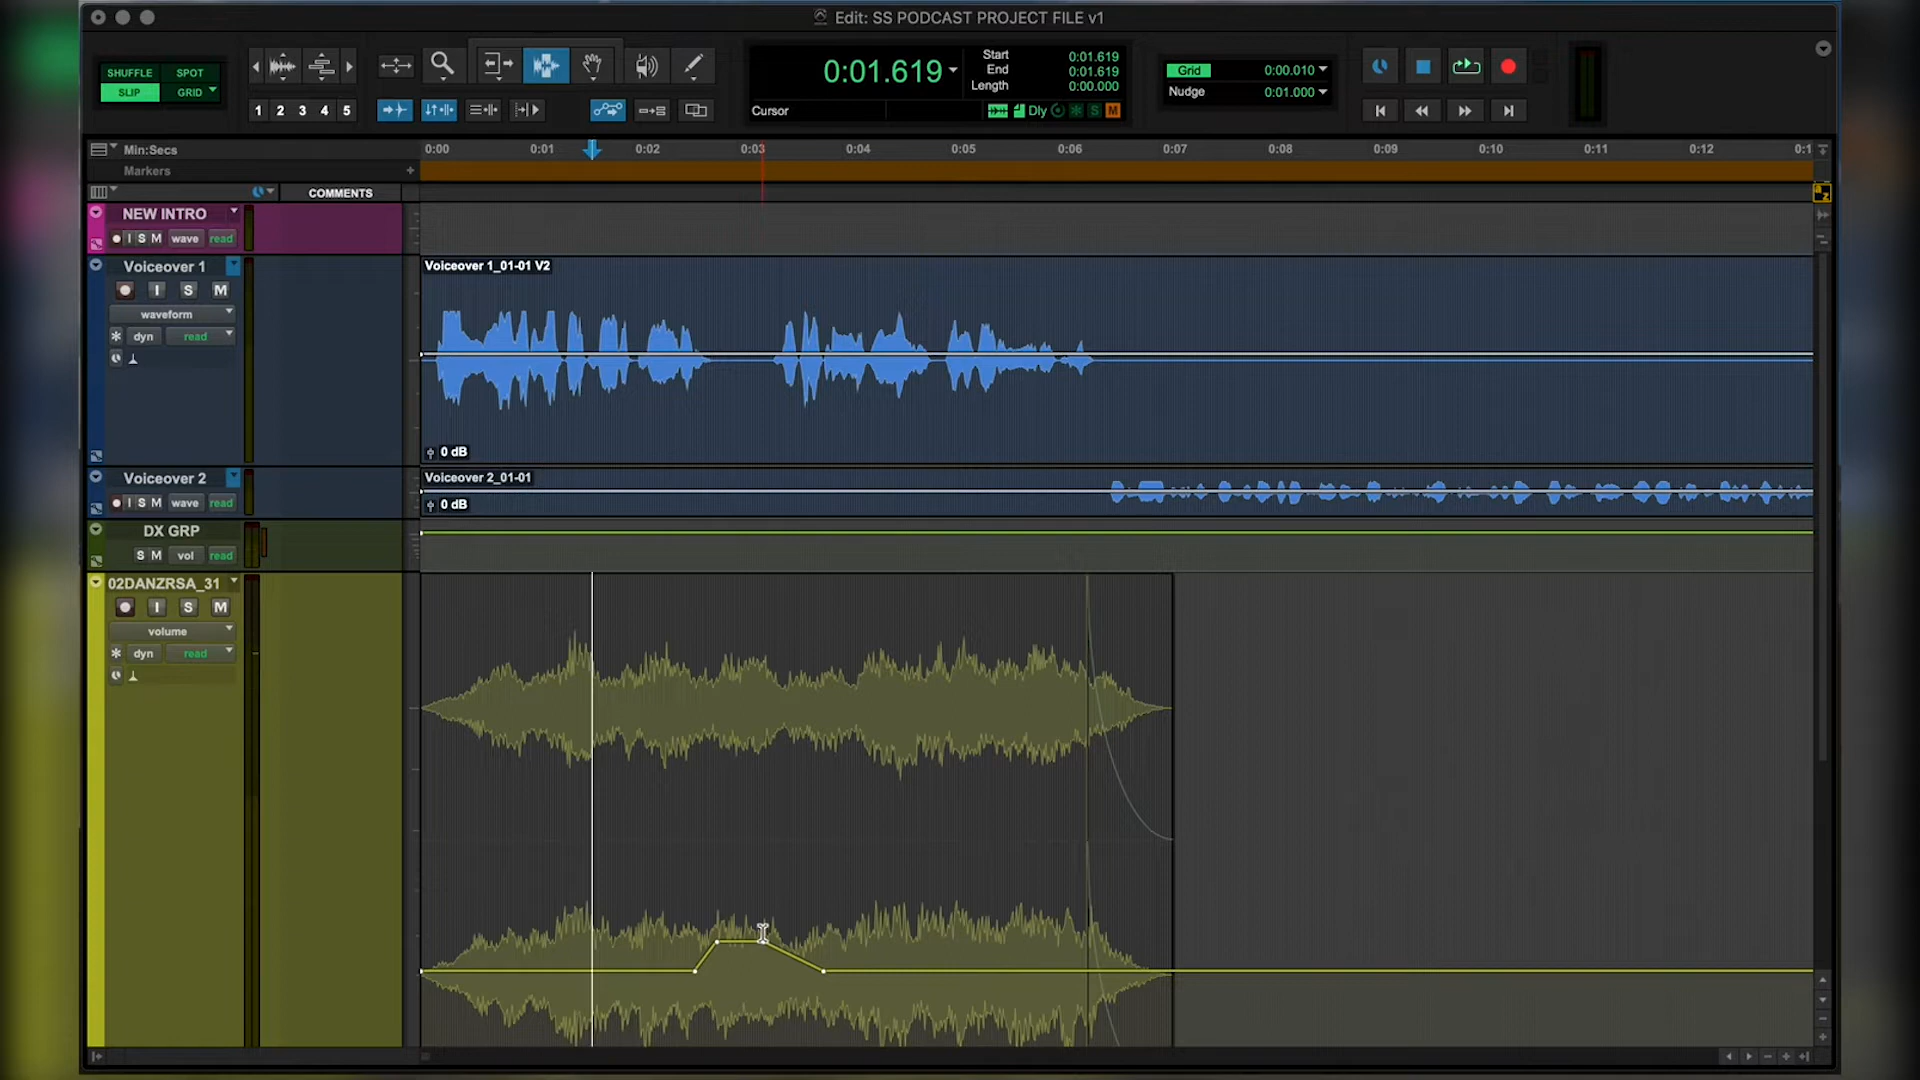 Edit: SS PODCAST PROJECT FILE v1
SHUFFLE SPOT
SLIP GRID
1 2 3 4 5
0:01.619
Start 0:01.619
End 0:01.619
Length 0:00.000
Cursor
Dly S M
Grid 0:00.010
Nudge 0:01.000
Min:Secs 0:00 0:01 0:02 0:03 0:04 0:05 0:06 0:07 0:08 0:09 0:10 0:11 0:12 0:1
Markers
COMMENTS
a z
NEW INTRO
I S M wave read
Voiceover 1
I S M
waveform
dyn read
Voiceover 1_01-01 V2
0 dB
Voiceover 2
I S M wave read
Voiceover 2_01-01
0 dB
DX GRP
S M vol read
02DANZRSA_31
I S M
volume
dyn read